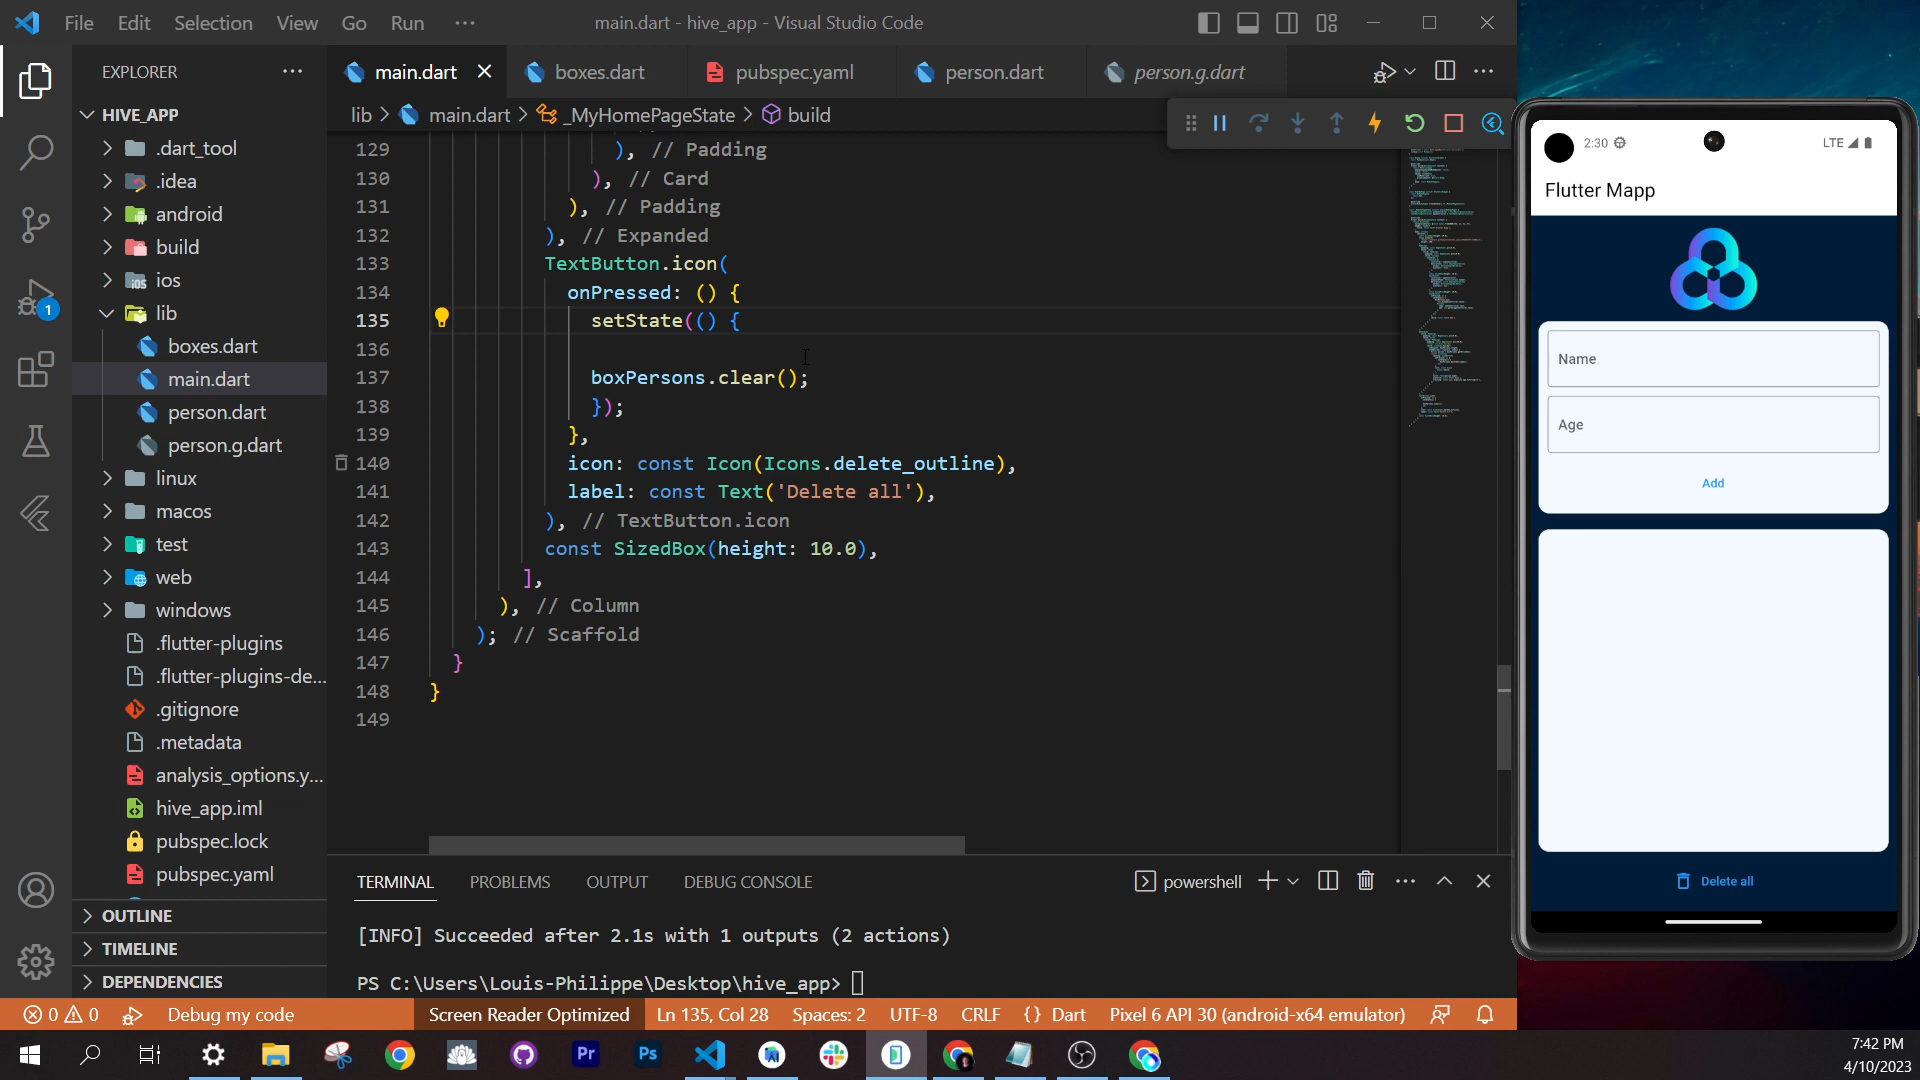 File Edit Selection View Go Run ··· main.dart - hive_app - Visual Studio Code
EXPLORER ···
HIVE_APP
.dart_tool
.idea
android
build
ios
lib
boxes.dart
main.dart
person.dart
person.g.dart
linux
macos
test
web
windows
.flutter-plugins
.flutter-plugins-de...
.gitignore
.metadata
analysis_options.y...
hive_app.iml
pubspec.lock
pubspec.yaml
OUTLINE
TIMELINE
DEPENDENCIES
1
main.dart boxes.dart pubspec.yaml person.dart person.g.dart
lib > main.dart > _MyHomePageState > build
129 ), // Padding
130 ), // Card
131 ), // Padding
132 ), // Expanded
133 TextButton.icon(
134 onPressed: () {
135 setState(() {
136
137 boxPersons.clear();
138 });
139 },
140 icon: const Icon(Icons.delete_outline),
141 label: const Text('Delete all'),
142 ), // TextButton.icon
143 const SizedBox(height: 10.0),
144 ],
145 ), // Column
146 ); // Scaffold
147 }
148 }
149
TERMINAL PROBLEMS OUTPUT DEBUG CONSOLE powershell
[INFO] Succeeded after 2.1s with 1 outputs (2 actions)
PS C:\Users\Louis-Philippe\Desktop\hive_app>
0 0 Debug my code Screen Reader Optimized Ln 135, Col 28 Spaces: 2 UTF-8 CRLF {} Dart Pixel 6 API 30 (android-x64 emulator)
2:30 LTE
Flutter Mapp
Name
Age
Add
Delete all
Pr Ps
7:42 PM
4/10/2023